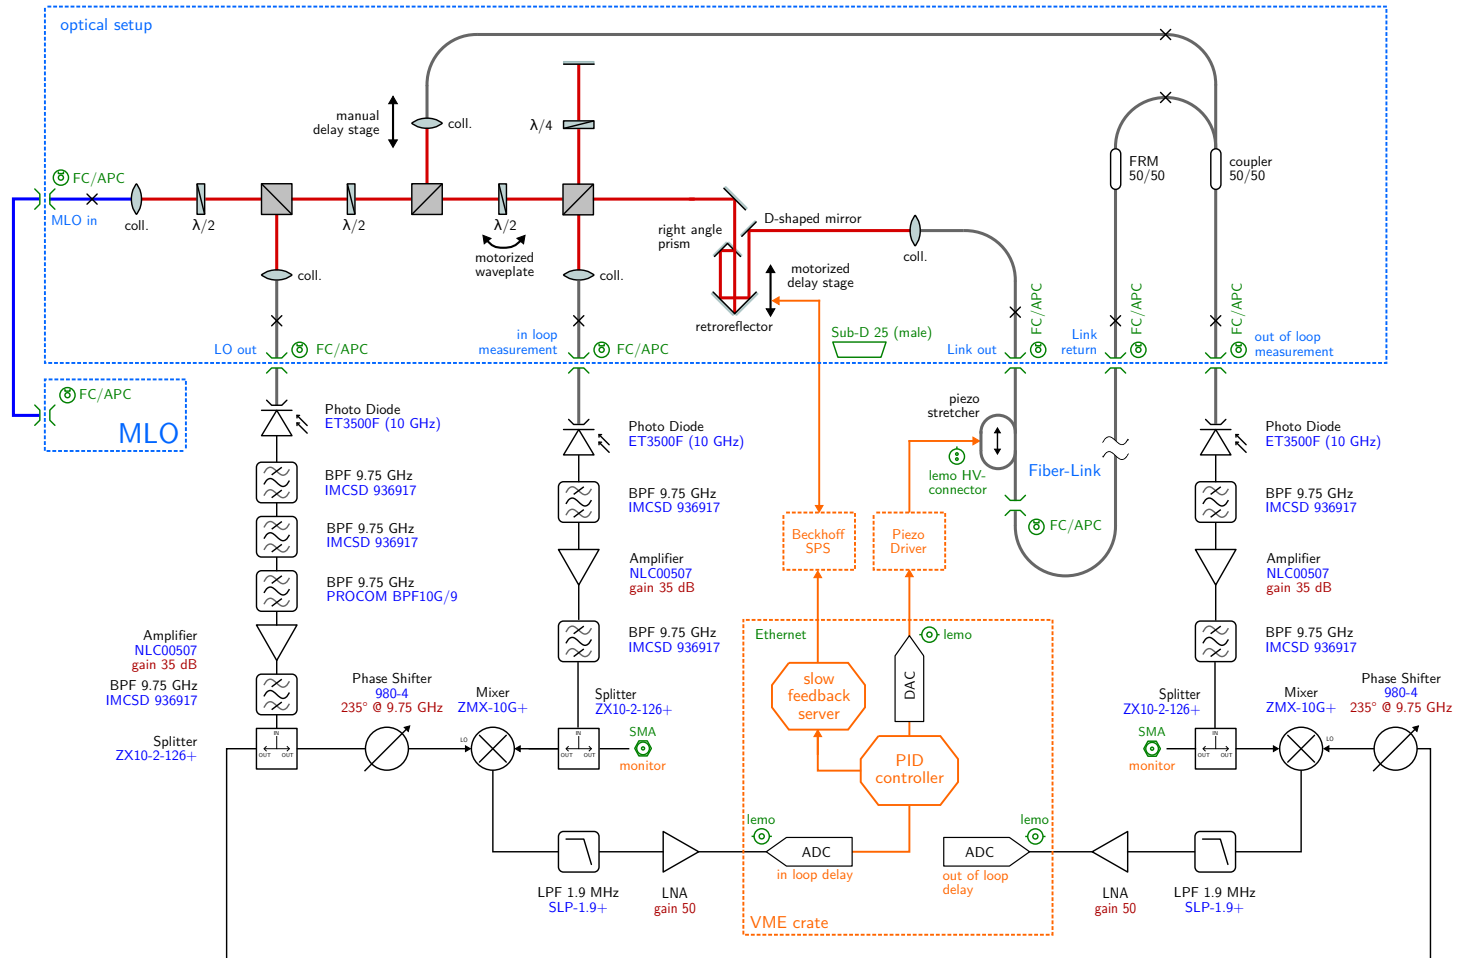 optical setup
manual
delay stage
coll.
λ/4
FC/APC
MLO in
coll.
λ/2
λ/2
λ/2
motorized
waveplate
FRM
50/50
coupler
50/50
right angle
prism
D-shaped mirror
coll.
motorized
delay stage
retroreflector
coll.
coll.
in loop
measurement
LO out
FC/APC
FC/APC
Sub-D 25 (male)
Link out
FC/APC
Link
return
FC/APC
FC/APC
out of loop
measurement
FC/APC
MLO
Photo Diode
ET3500F (10 GHz)
Photo Diode
ET3500F (10 GHz)
piezo
stretcher
lemo HV-
connector
Fiber-Link
FC/APC
Photo Diode
ET3500F (10 GHz)
BPF 9.75 GHz
IMCSD 936917
BPF 9.75 GHz
IMCSD 936917
BPF 9.75 GHz
PROCOM BPF10G/9
BPF 9.75 GHz
IMCSD 936917
Amplifier
NLC00507
gain 35 dB
BPF 9.75 GHz
IMCSD 936917
Beckhoff
SPS
Piezo
Driver
BPF 9.75 GHz
IMCSD 936917
Amplifier
NLC00507
gain 35 dB
BPF 9.75 GHz
IMCSD 936917
Amplifier
NLC00507
gain 35 dB
BPF 9.75 GHz
IMCSD 936917
Splitter
ZX10-2-126+
IN
OUT
OUT
Phase Shifter
980-4
235° @ 9.75 GHz
LO
Mixer
ZMX-10G+
Splitter
ZX10-2-126+
IN
OUT
OUT
SMA
monitor
Ethernet
lemo
DAC
slow
feedback
server
PID
controller
Splitter
ZX10-2-126+
SMA
monitor
IN
OUT
OUT
Mixer
ZMX-10G+
LO
Phase Shifter
980-4
235° @ 9.75 GHz
LPF 1.9 MHz
SLP-1.9+
LNA
gain 50
lemo
ADC
in loop delay
lemo
ADC
out of loop
delay
VME crate
LNA
gain 50
LPF 1.9 MHz
SLP-1.9+